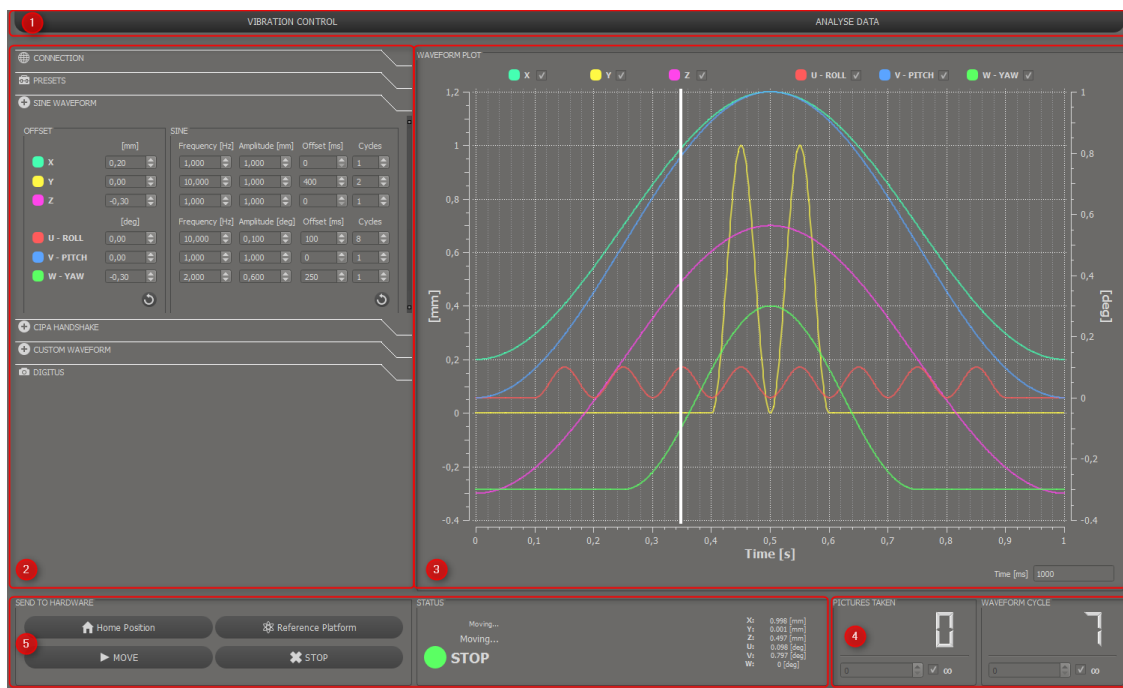 1 VIBRATION CONTROL ANALYSE DATA
CONNECTION
PRESETS
SINE WAVEFORM
OFFSET SINE
[mm] Frequency [Hz] Amplitude [mm] Offset [ms] Cycles
X 0,20 1,000 1,000 0 1
Y 0,00 10,000 1,000 400 2
Z -0,30 1,000 1,000 0 1
[deg] Frequency [Hz] Amplitude [deg] Offset [ms] Cycles
U - ROLL 0,00 10,000 0,100 100 8
V - PITCH 0,00 1,000 1,000 0 1
W - YAW -0,30 2,000 0,600 250 1
CIPA HANDSHAKE
CUSTOM WAVEFORM
DIGITUS
2
WAVEFORM PLOT
X Y Z U - ROLL V - PITCH W - YAW
1,2 1
1 0,8
0,8 0,6
0,6 0,4
0,4 0,2
0,2 0
0 -0,2
-0,2
-0.4 -0.4
[mm] [deg]
0 0,1 0,2 0,3 0,4 0,5 0,6 0,7 0,8 0,9 1
Time [s]
3 Time [ms] 1000
SEND TO HARDWARE
Home Position Reference Platform
5 MOVE STOP
STATUS
Moving...
Moving...
STOP
X: 0.998 [mm]
Y: 0.001 [mm]
Z: 0.497 [mm]
U: 0.098 [deg]
V: 0.797 [deg]
W: 0 [deg]
PICTURES TAKEN WAVEFORM CYCLE
4 0 7
0 ∞ 0 ∞